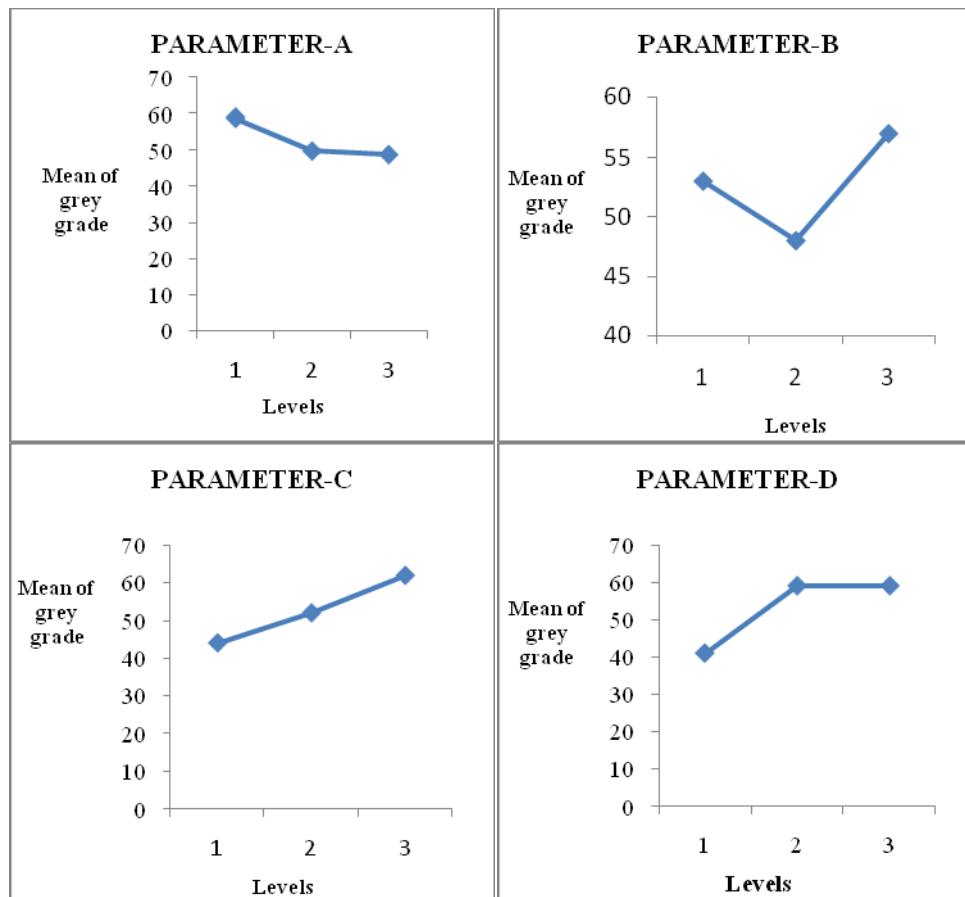 PARAMETER-A
70
60
50
40
30
20
10
0
Mean of
grey
grade
1 2 3
Levels
PARAMETER-B
60
55
50
45
40
Mean of
grey
grade
1 2 3
Levels
PARAMETER-C
70
60
50
40
30
20
10
0
Mean of
grey
grade
1 2 3
Levels
PARAMETER-D
70
60
50
40
30
20
10
0
Mean of
grey
grade
1 2 3
Levels